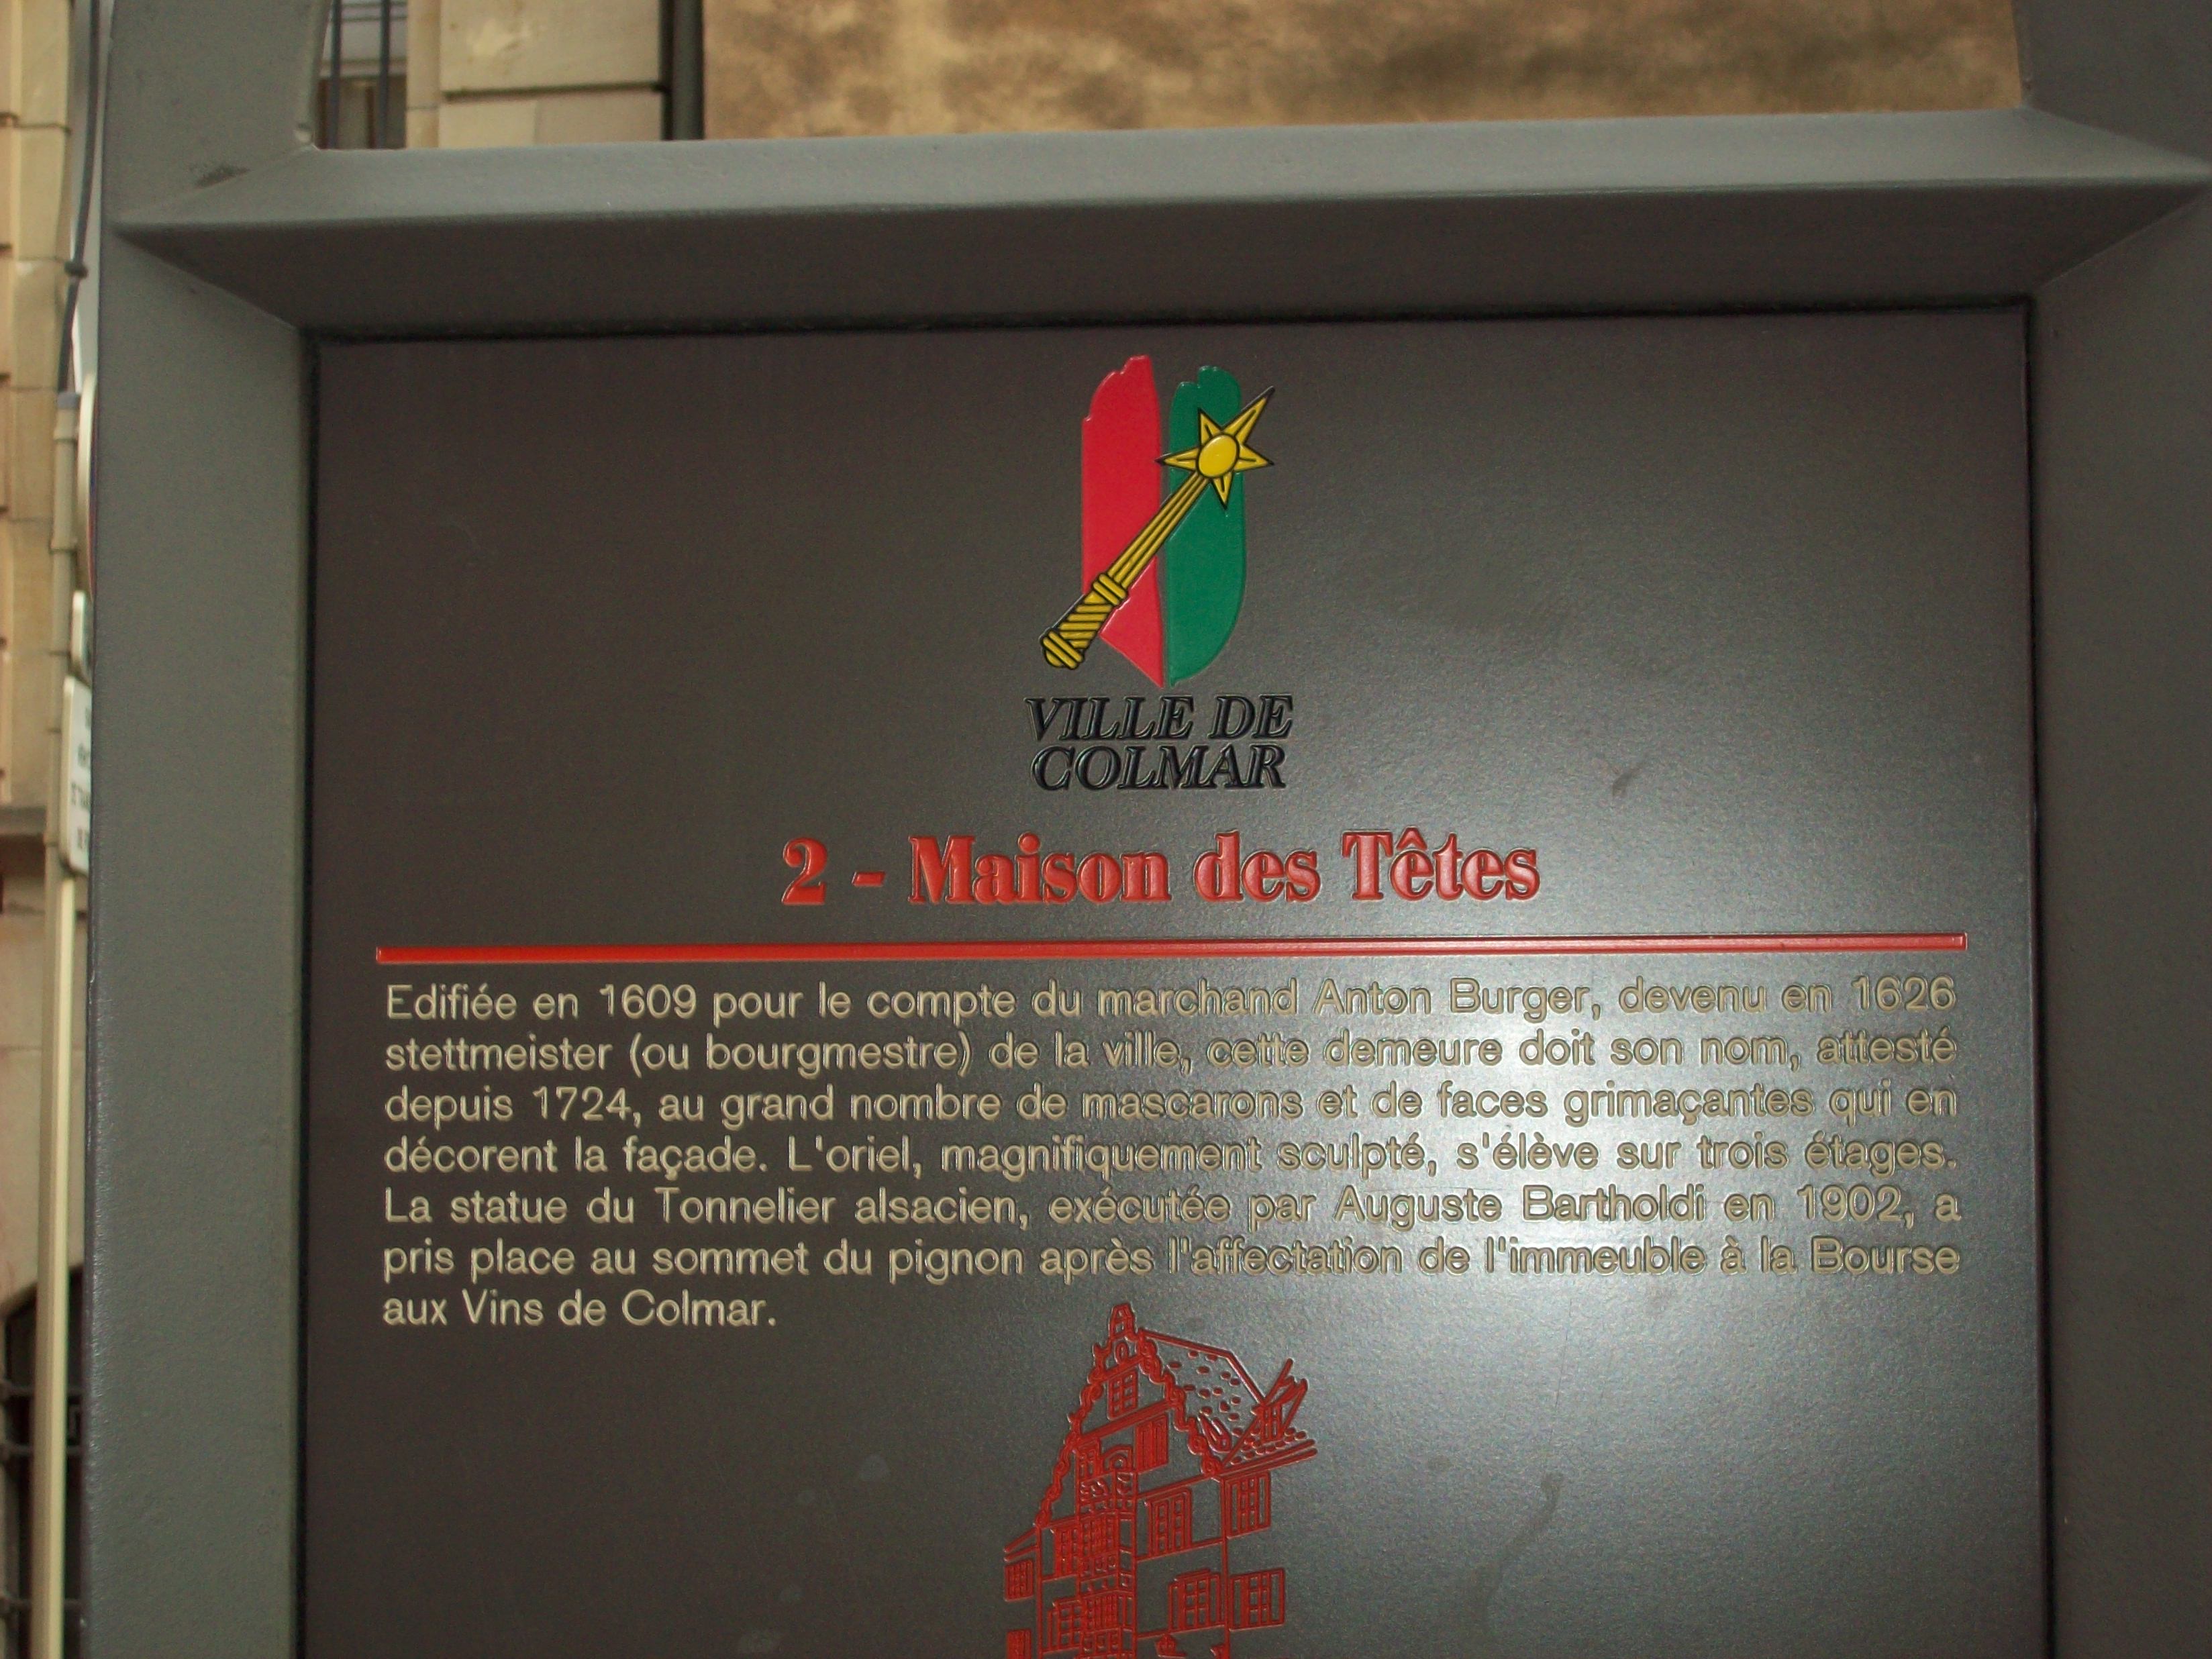 VILLE DE
COLMAR
2 - Maison des Têtes
Edifiée en 1609 pour le compte du marchand Anton Burger, devenu en 1626
stettmeister (ou bourgmestre) de la ville, cette demeure doit son nom, attesté
depuis 1724, au grand nombre de mascarons et de faces grimaçantes qui en
décorent la façade. L'oriel, magnifiquement sculpté, s'élève sur trois étages.
La statue du Tonnelier alsacien, exécutée par Auguste Bartholdi en 1902, a
pris place au sommet du pignon après l'affectation de l'immeuble à la Bourse
aux Vins de Colmar.